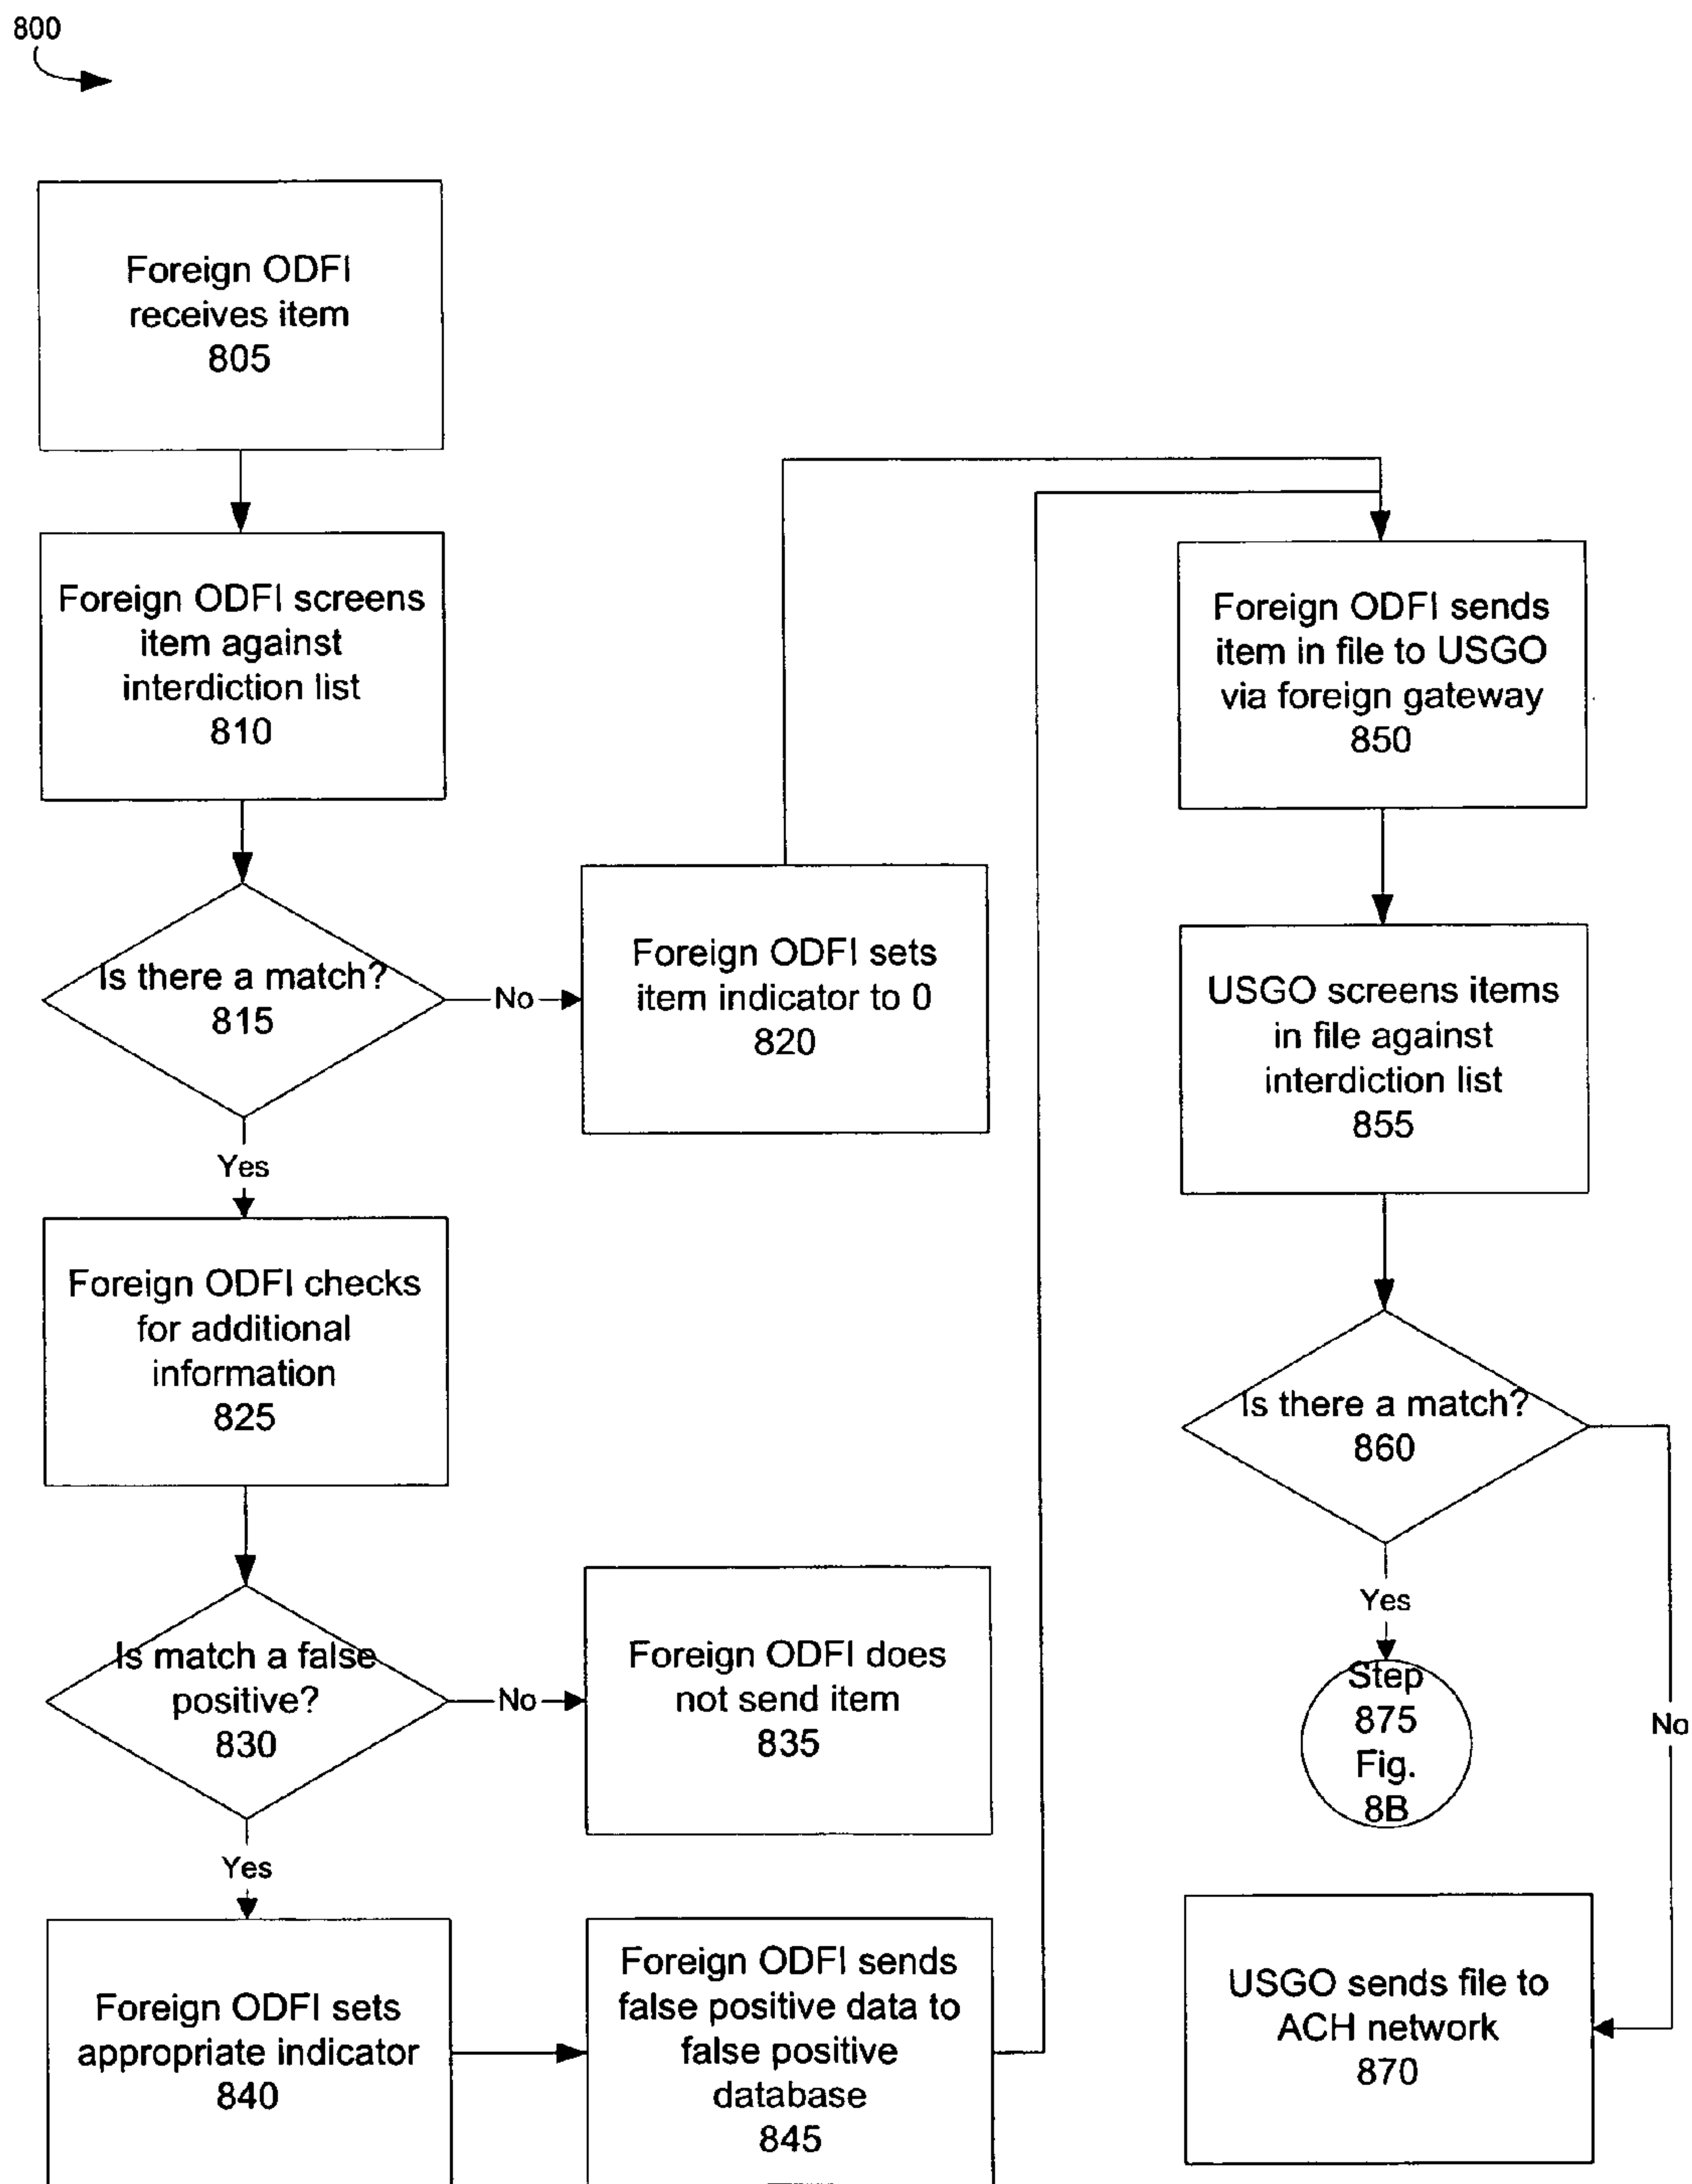 800
Foreign ODFI
receives item
805
Foreign ODFI screens
item against
interdiction list
810
Is there a match?
815
No
Foreign ODFI sets
item indicator to 0
820
Yes
Foreign ODFI checks
for additional
information
825
Is match a false
positive?
830
No
Foreign ODFI does
not send item
835
Yes
Foreign ODFI sets
appropriate indicator
840
Foreign ODFI sends
false positive data to
false positive
database
845
Foreign ODFI sends
item in file to USGO
via foreign gateway
850
USGO screens items
in file against
interdiction list
855
Is there a match?
860
Yes
Step
875
Fig.
8B
No
USGO sends file to
ACH network
870